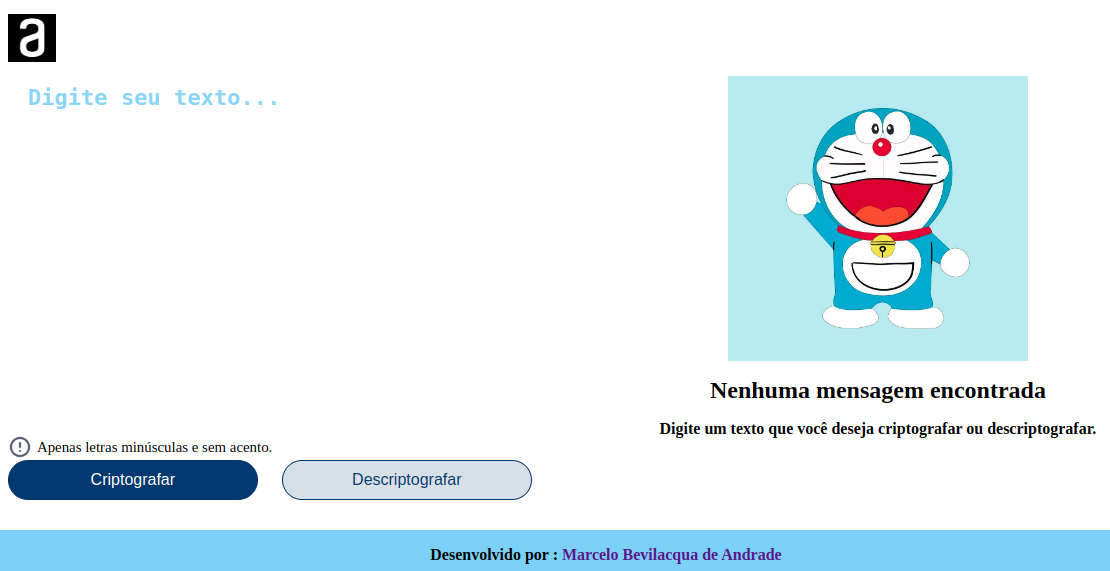 a
Digite seu texto...
Nenhuma mensagem encontrada
Digite um texto que você deseja criptografar ou descriptografar.
Apenas letras minúsculas e sem acento.
Criptografar
Descriptografar
Desenvolvido por : Marcelo Bevilacqua de Andrade